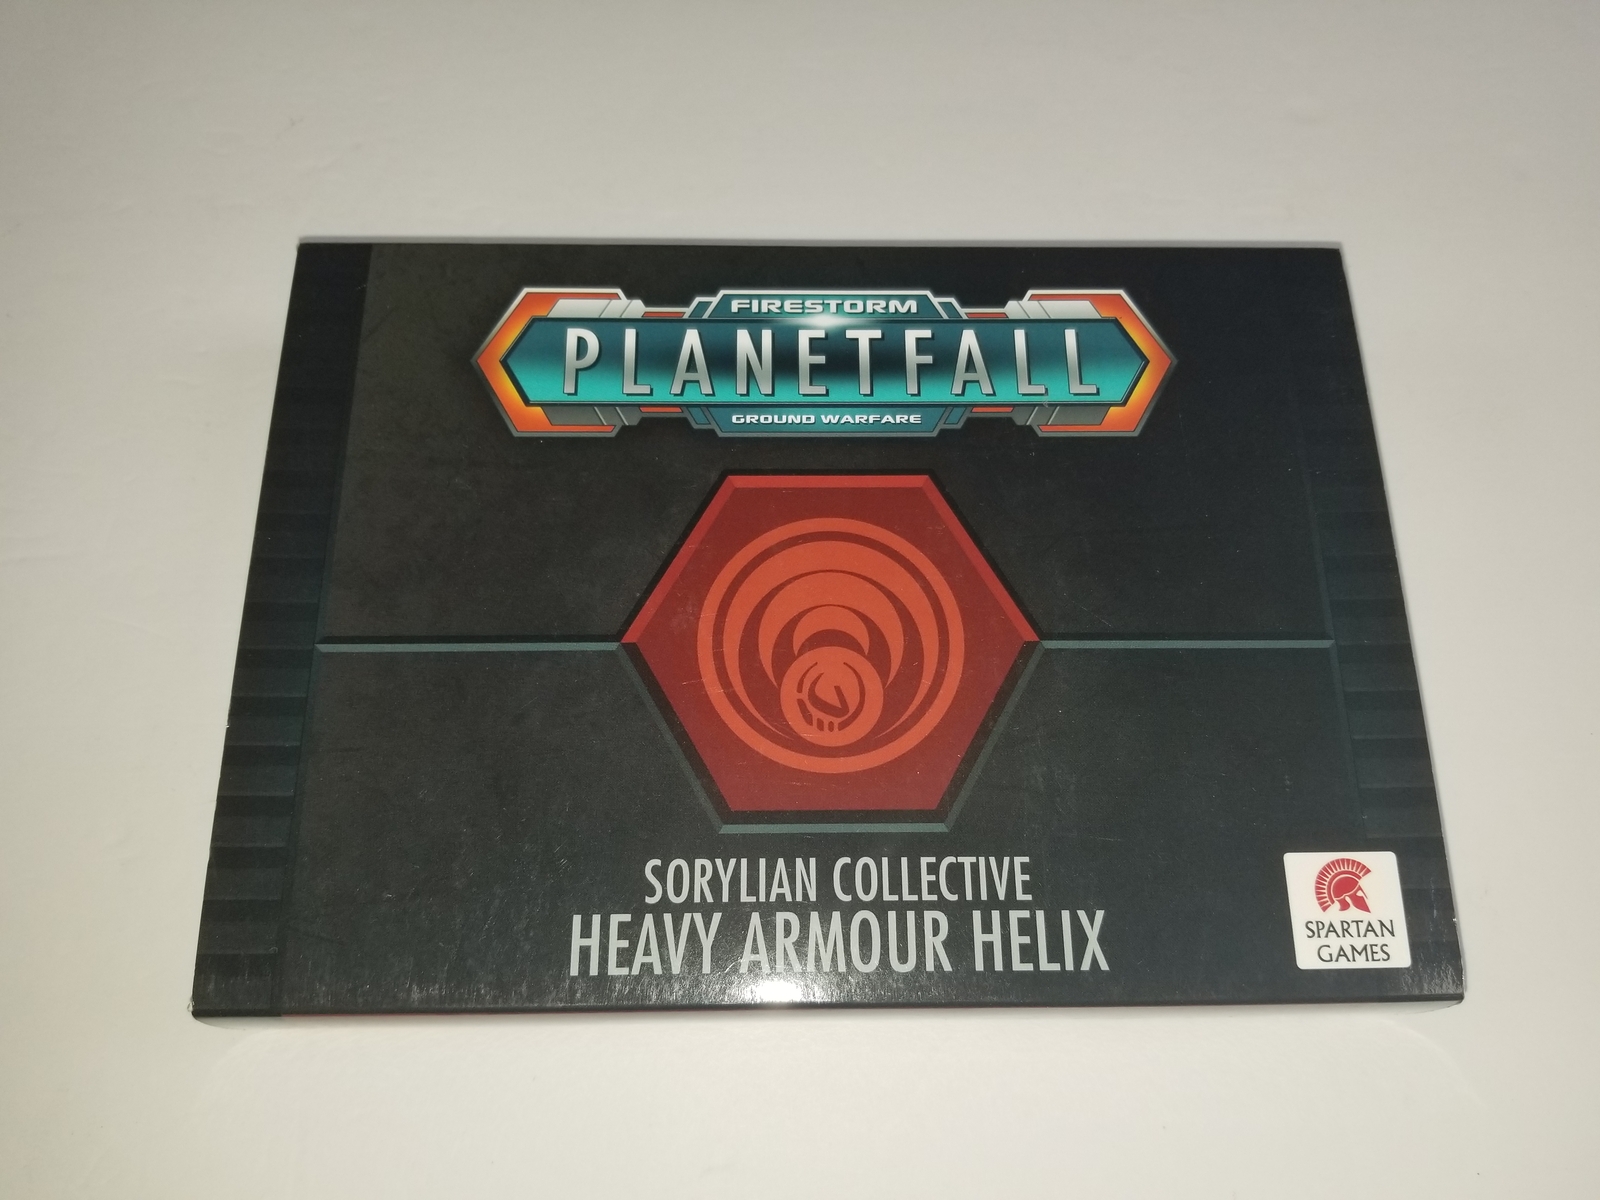 FIRESTORM
PLANETFALL
GROUND WARFARE
SORYLIAN COLLECTIVE
HEAVY ARMOUR HELIX
SPARTAN
GAMES